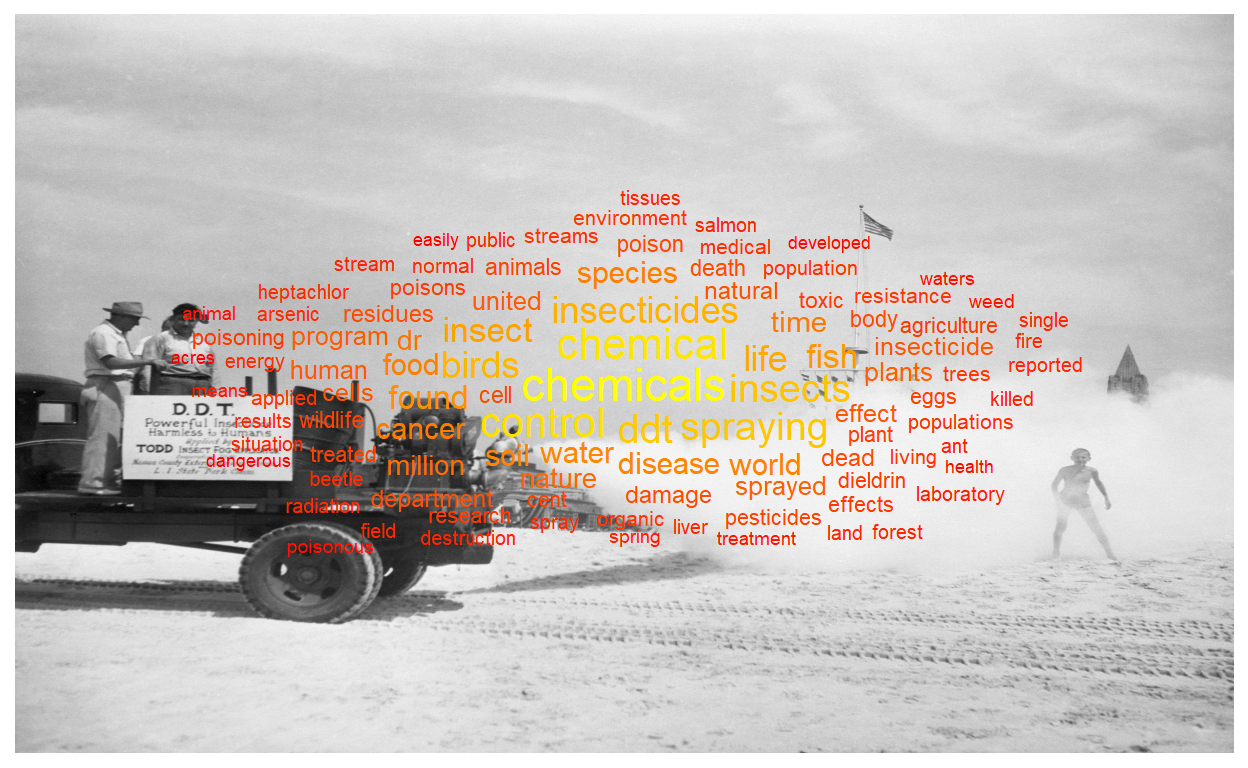 tissues
environment salmon
easily public streams poison medical developed
stream normal animals species death population
waters
heptachlor poisons united natural toxic resistance weed
animal arsenic residues insecticides time body agriculture single
poisoning program dr insect chemical insecticide fire
acres energy human food birds life fish plants trees reported
means applied cells found cell chemicals insects eggs killed
D.D.T.
results wildlife cancer control ddt spraying effect populations
Powerful
Harmless to Humans
situation treated soil water plant ant
Applied by
TODD INSECT FOG
dangerous million disease world dead living health
beetle nature damage sprayed dieldrin laboratory
radiation department cent effects
field research spray organic liver pesticides
poisonous destruction spring treatment land forest